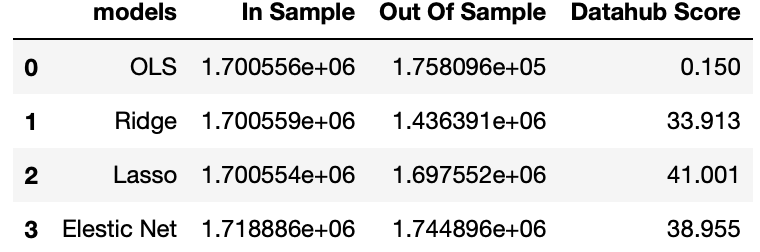 models In Sample Out Of Sample Datahub Score
0 OLS 1.700556e+06 1.758096e+05 0.150
1 Ridge 1.700559e+06 1.436391e+06 33.913
2 Lasso 1.700554e+06 1.697552e+06 41.001
3 Elestic Net 1.718886e+06 1.744896e+06 38.955